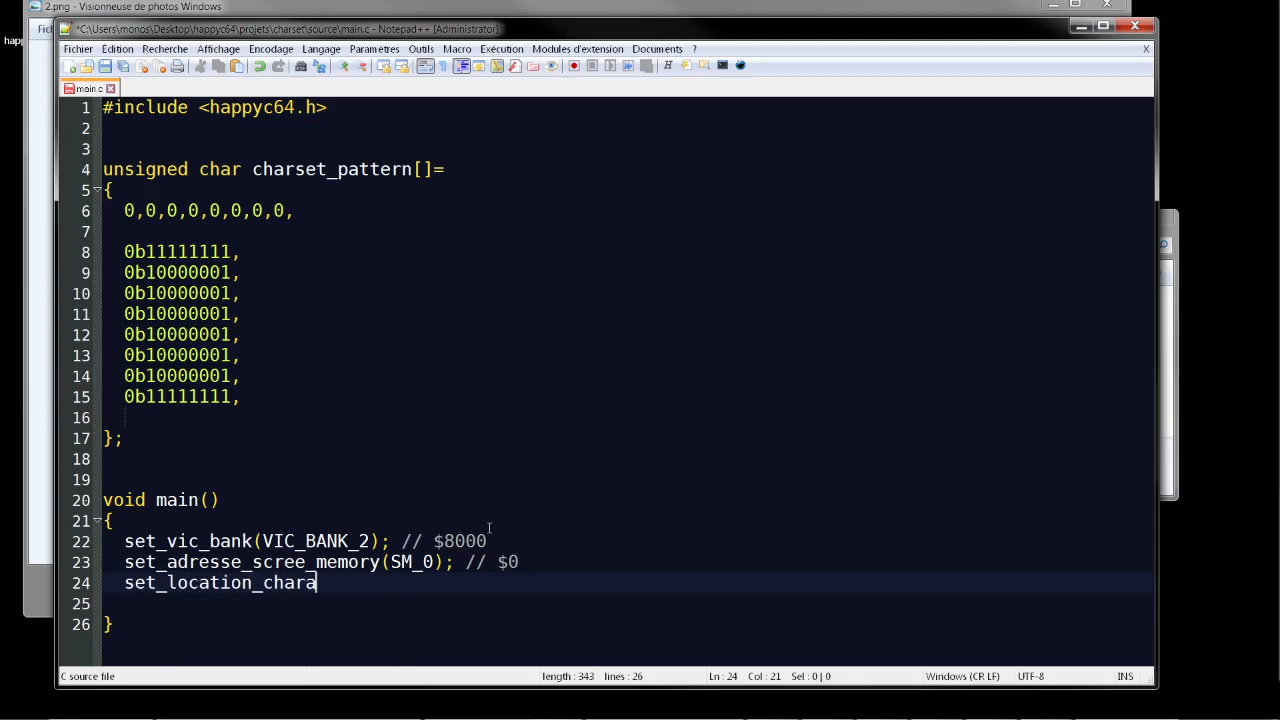 2.png - Visionneuse de photos Windows
Fich
happ
*C:\Users\monos\Desktop\happyc64\projets\charset\source\main.c - Notepad++ [Administrator]
Fichier Édition Recherche Affichage Encodage Langage Paramètres Outils Macro Exécution Modules d'extension Documents ? X
main.c
1 #include <happyc64.h>
2
3
4 unsigned char charset_pattern[]=
5 {
6 0,0,0,0,0,0,0,0,
7
8 0b11111111,
9 0b10000001,
10 0b10000001,
11 0b10000001,
12 0b10000001,
13 0b10000001,
14 0b10000001,
15 0b11111111,
16
17 };
18
19
20 void main()
21 {
22 set_vic_bank(VIC_BANK_2); // $8000
23 set_adresse_scree_memory(SM_0); // $0
24 set_location_chara
25
26 }
C source file length : 343 lines : 26 Ln : 24 Col : 21 Sel : 0 | 0 Windows (CR LF) UTF-8 INS